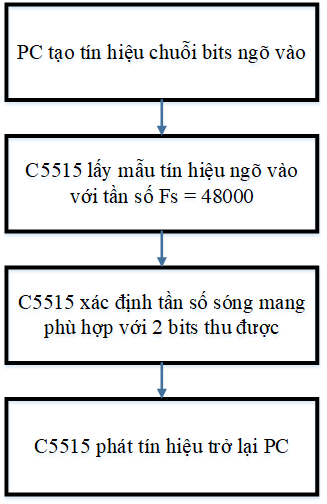 PC tạo tín hiệu chuỗi bits ngõ vào
C5515 lấy mẫu tín hiệu ngõ vào
với tần số Fs = 48000
C5515 xác định tần số sóng mang
phù hợp với 2 bits thu được
C5515 phát tín hiệu trở lại PC